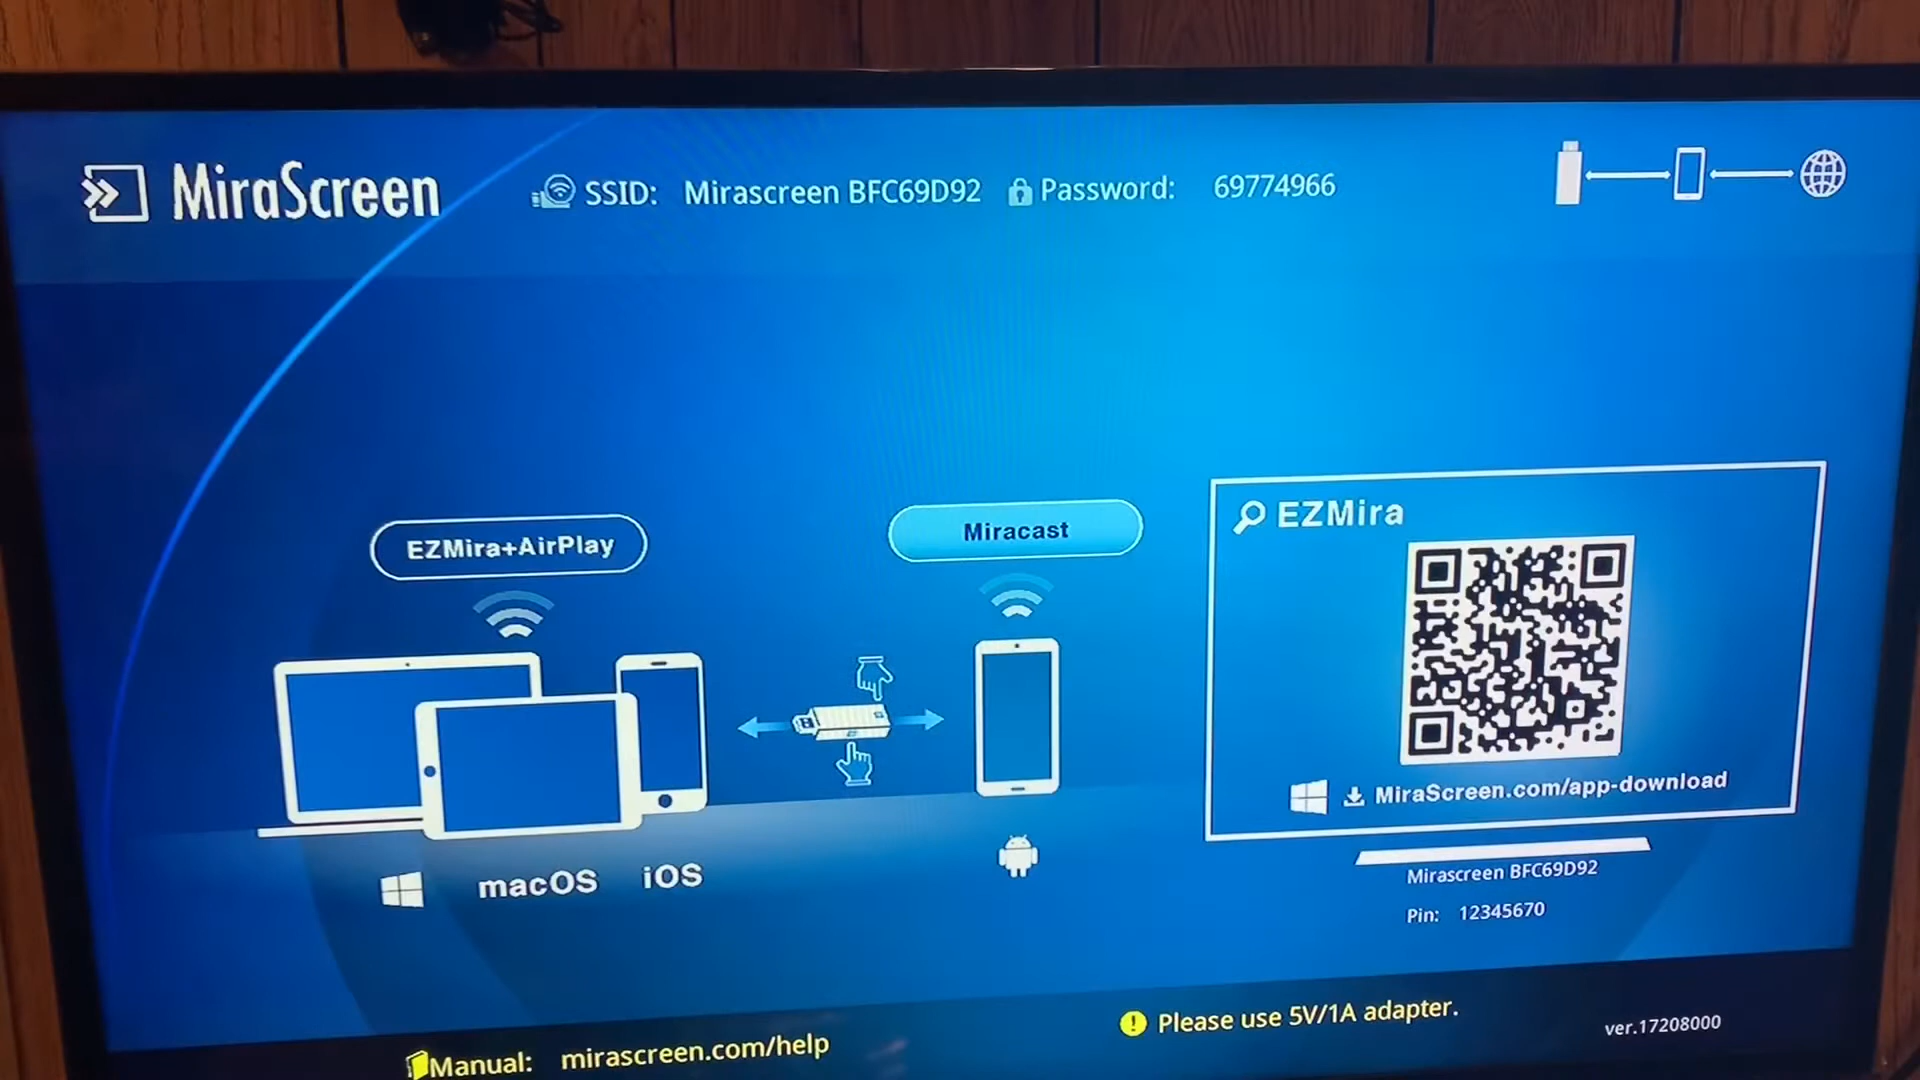 MiraScreen SSID: Mirascreen BFC69D92 Password: 69774966
EZMira+AirPlay
Miracast
EZMira
MiraScreen.com/app-download
macOS iOS
Mirascreen BFC69D92
Pin: 12345670
Please use 5V/1A adapter.
ver.17208000
Manual: mirascreen.com/help